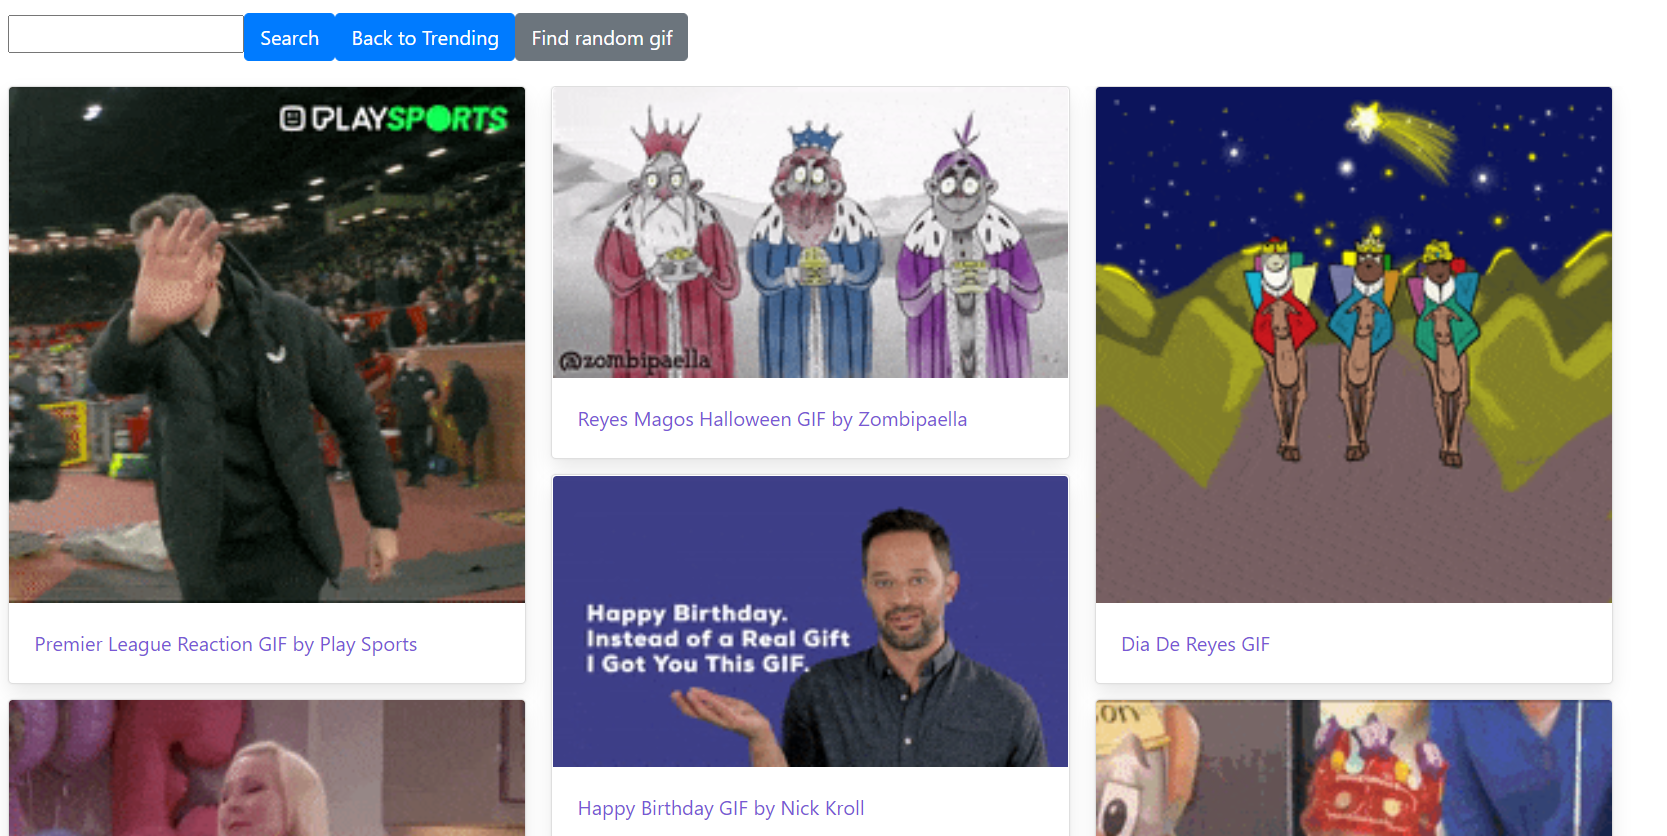 Search Back to Trending Find random gif
PLAYSPORTS
Premier League Reaction GIF by Play Sports
@zombipaella
Reyes Magos Halloween GIF by Zombipaella
Happy Birthday.
Instead of a Real Gift
I Got You This GIF.
Happy Birthday GIF by Nick Kroll
Dia De Reyes GIF
on